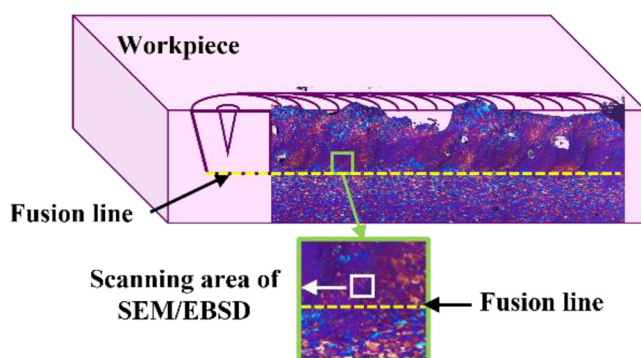 Workpiece
Fusion line
Scanning area of
SEM/EBSD
Fusion line